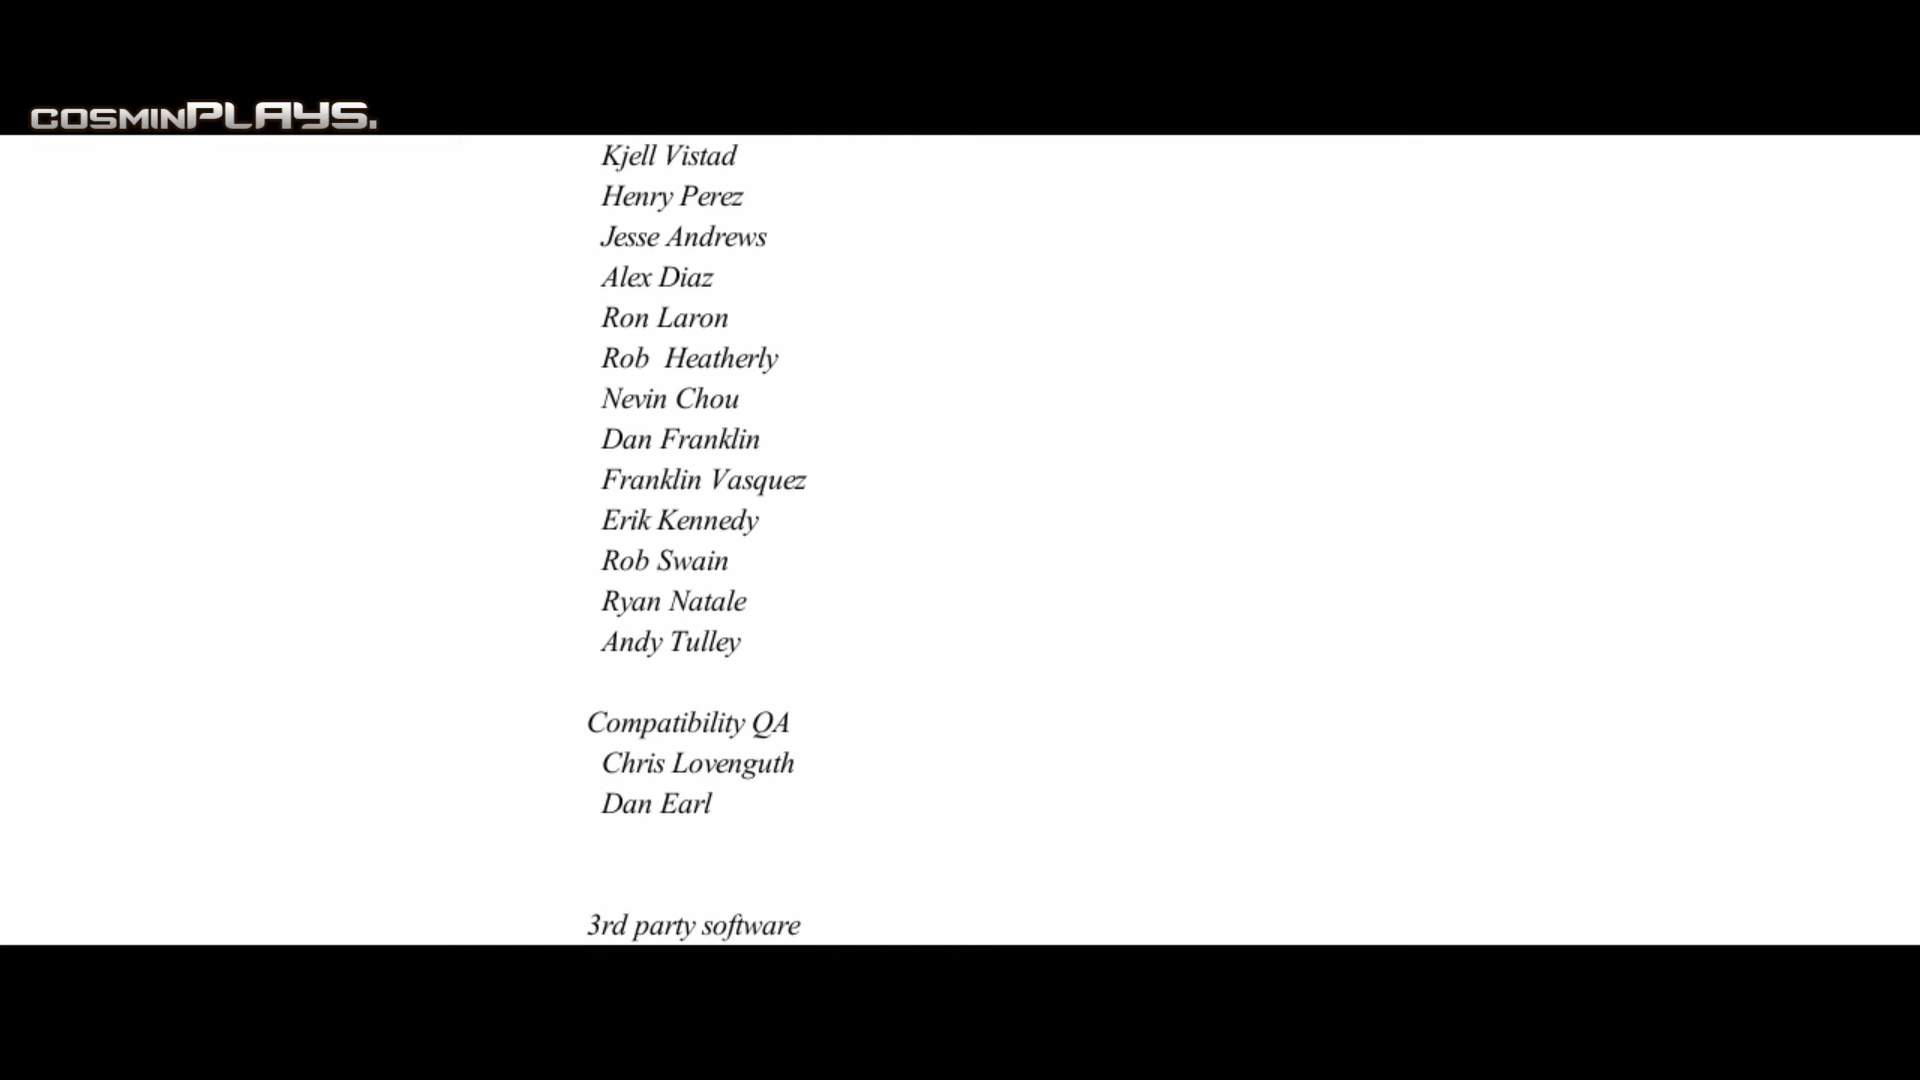 COSMINPLAYS.
Kjell Vistad
Henry Perez
Jesse Andrews
Alex Diaz
Ron Laron
Rob  Heatherly
Nevin Chou
Dan Franklin
Franklin Vasquez
Erik Kennedy
Rob Swain
Ryan Natale
Andy Tulley
Compatibility QA
Chris Lovenguth
Dan Earl
3rd party software